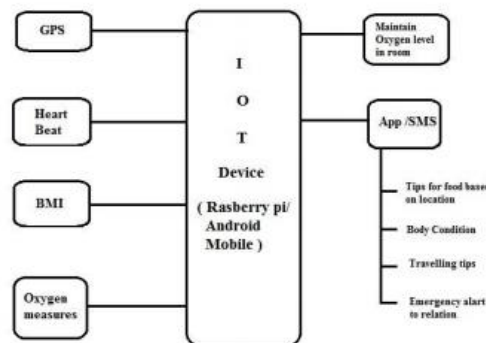 GPS
Heart
Beat
BMI
Oxygen
measures
I
O
T
Device
( Rasberry pi/
Android
Mobile )
Maintain
Oxygen level
in room
App /SMS
Tips for food base
on location
Body Condition
Travelling tips
Emergency alart
to relation